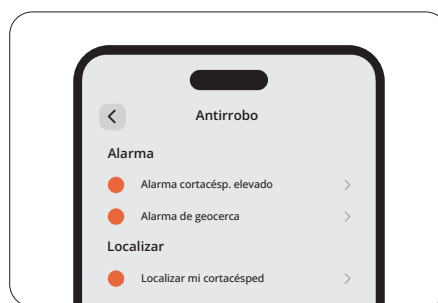 Antirrobo
Alarma
Alarma cortacésp. elevado
Alarma de geocerca
Localizar
Localizar mi cortacésped